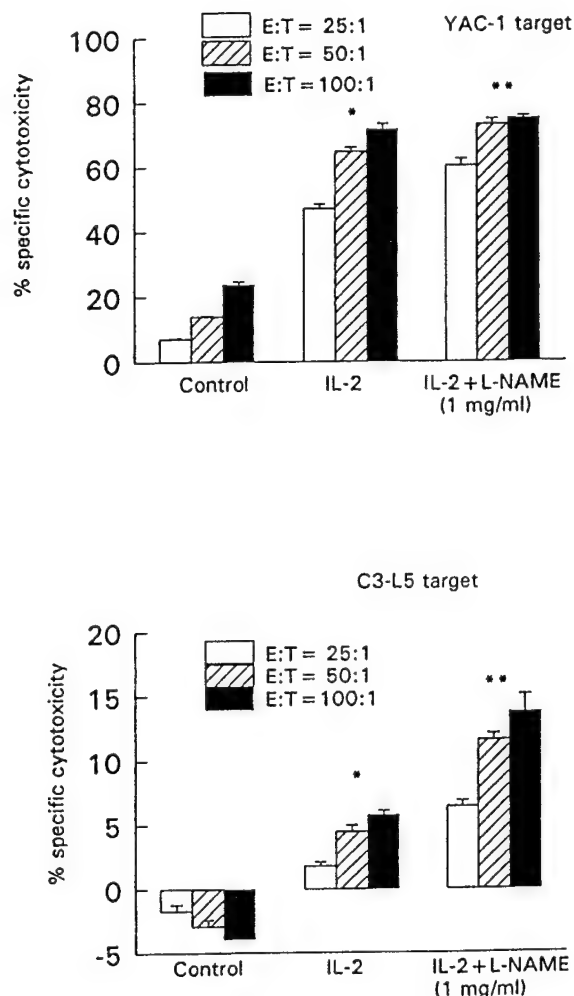 YAC-1 target
E:T = 25:1
E:T = 50:1
E:T = 100:1
% specific cytotoxicity
100
80
60
40
20
0
*
**
Control
IL-2
IL-2 + L-NAME
(1 mg/ml)
C3-L5 target
E:T = 25:1
E:T = 50:1
E:T = 100:1
% specific cytotoxicity
20
15
10
5
0
-5
*
**
Control
IL-2
IL-2 + L-NAME
(1 mg/ml)